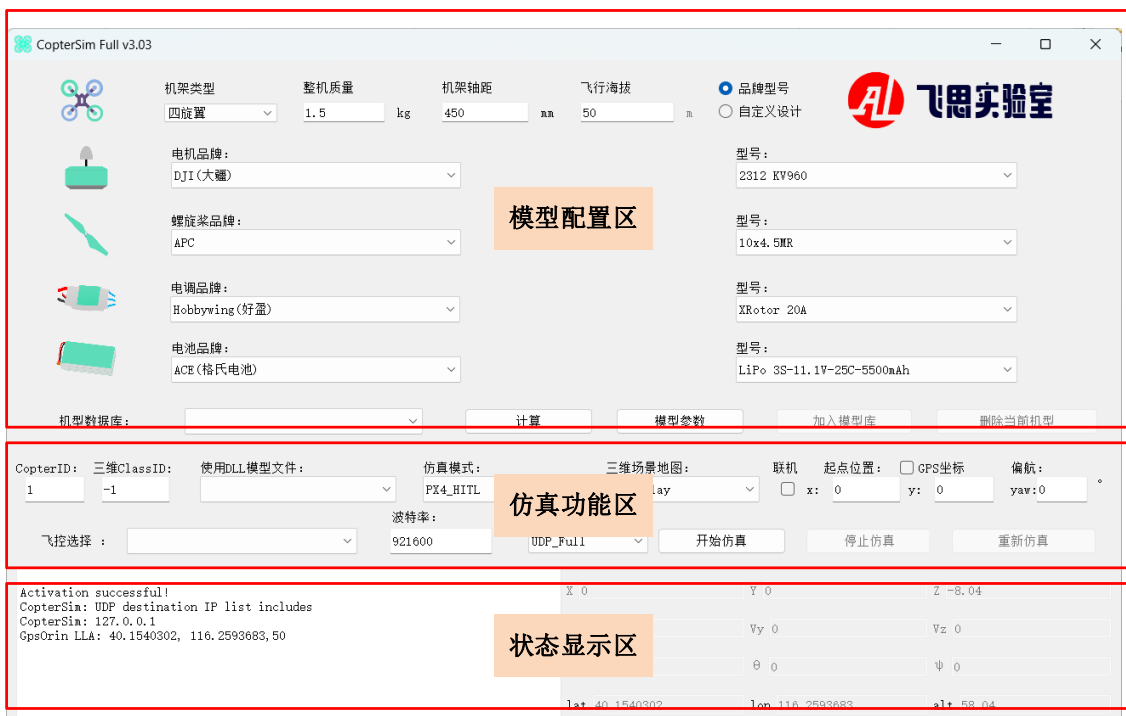 CopterSim Full v3.03
机架类型 整机质量 机架轴距 飞行海拔 品牌型号
四旋翼 1.5 kg 450 mm 50 m 自定义设计
飞思实验室
电机品牌： 型号：
DJI(大疆) 2312 KV960
螺旋桨品牌： 型号：
APC 10x4.5MR
模型配置区
电调品牌： 型号：
Hobbywing(好盈) XRotor 20A
电池品牌： 型号：
ACE(格氏电池) LiPo 3S-11.1V-25C-5500mAh
机型数据库： 计算 模型参数 加入模型库 删除当前机型
CopterID: 三维ClassID: 使用DLL模型文件： 仿真模式： 三维场景地图： 联机 起点位置： GPS坐标 偏航：
1 -1 PX4_HITL lay x: 0 y: 0 yaw:0 °
仿真功能区
波特率：
飞控选择 ： 921600 UDP_Full 开始仿真 停止仿真 重新仿真
Activation successful!
CopterSim: UDP destination IP list includes
CopterSim: 127.0.0.1
GpsOrin LLA: 40.1540302, 116.2593683,50
X 0 Y 0 Z -8.04
Vy 0 Vz 0
状态显示区
θ 0 ψ 0
lat 40.1540302 lon 116.2593683 alt 58.04